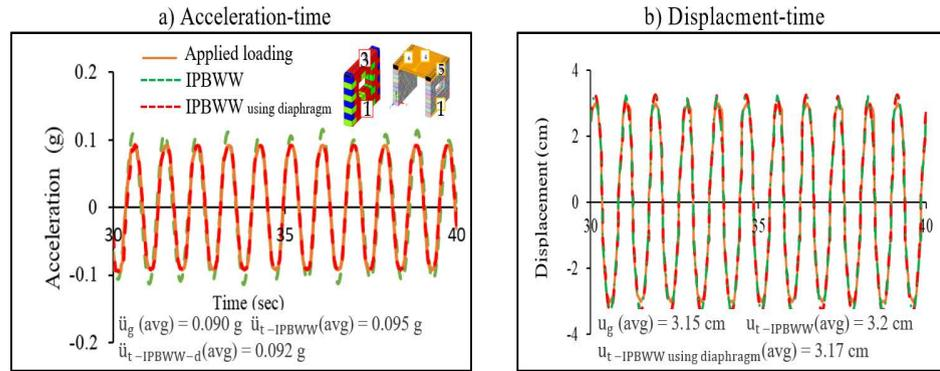 a) Acceleration-time
Applied loading
IPBWW
IPBWW using diaphragm
3
1
5
1
Acceleration (g)
0.2
0.1
0
-0.1
-0.2
30
35
40
Time (sec)
üg (avg) = 0.090 g üt-IPBWW(avg) = 0.095 g
üt-IPBWW-d(avg) = 0.092 g
b) Displacment-time
Displacement (cm)
4
2
0
-2
-4
30
35
40
ug (avg) = 3.15 cm ut-IPBWW(avg) = 3.2 cm
ut-IPBWW using diaphragm(avg) = 3.17 cm